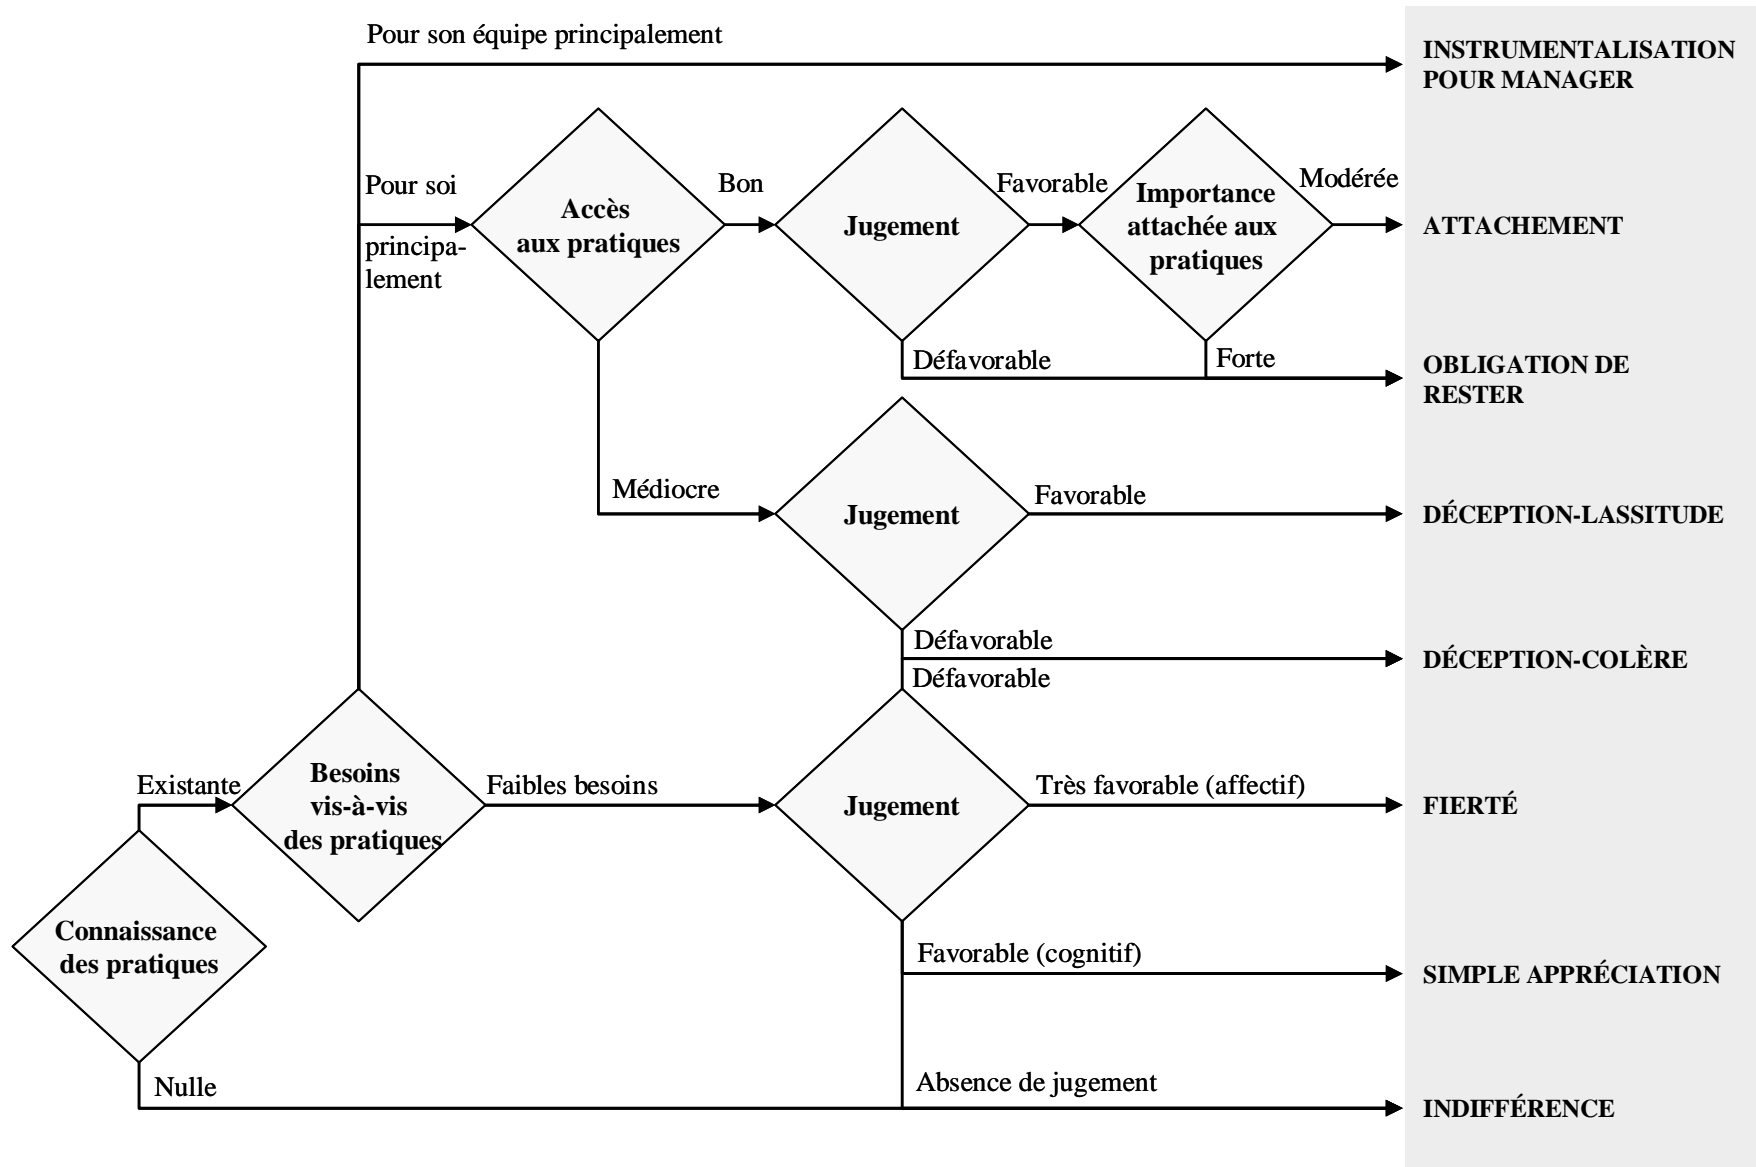 Pour son équipe principalement
INSTRUMENTALISATION
POUR MANAGER
Pour soi
principa-
lement
Accès
aux pratiques
Bon
Jugement
Favorable
Importance
attachée aux
pratiques
Modérée
ATTACHEMENT
Défavorable
Forte
OBLIGATION DE
RESTER
Médiocre
Jugement
Favorable
DÉCEPTION-LASSITUDE
Défavorable
DÉCEPTION-COLÈRE
Défavorable
Existante
Besoins
vis-à-vis
des pratiques
Faibles besoins
Jugement
Très favorable (affectif)
FIERTÉ
Connaissance
des pratiques
Favorable (cognitif)
SIMPLE APPRÉCIATION
Nulle
Absence de jugement
INDIFFÉRENCE